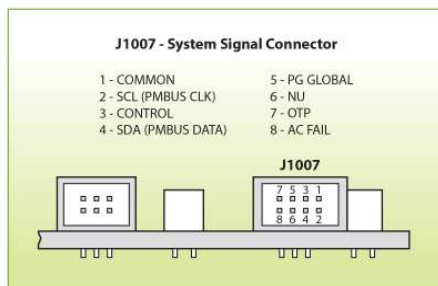 J1007 - System Signal Connector
1 - COMMON
2 - SCL (PMBUS CLK)
3 - CONTROL
4 - SDA (PMBUS DATA)
5 - PG GLOBAL
6 - NU
7 - OTP
8 - AC FAIL
J1007
7 5 3 1
8 6 4 2